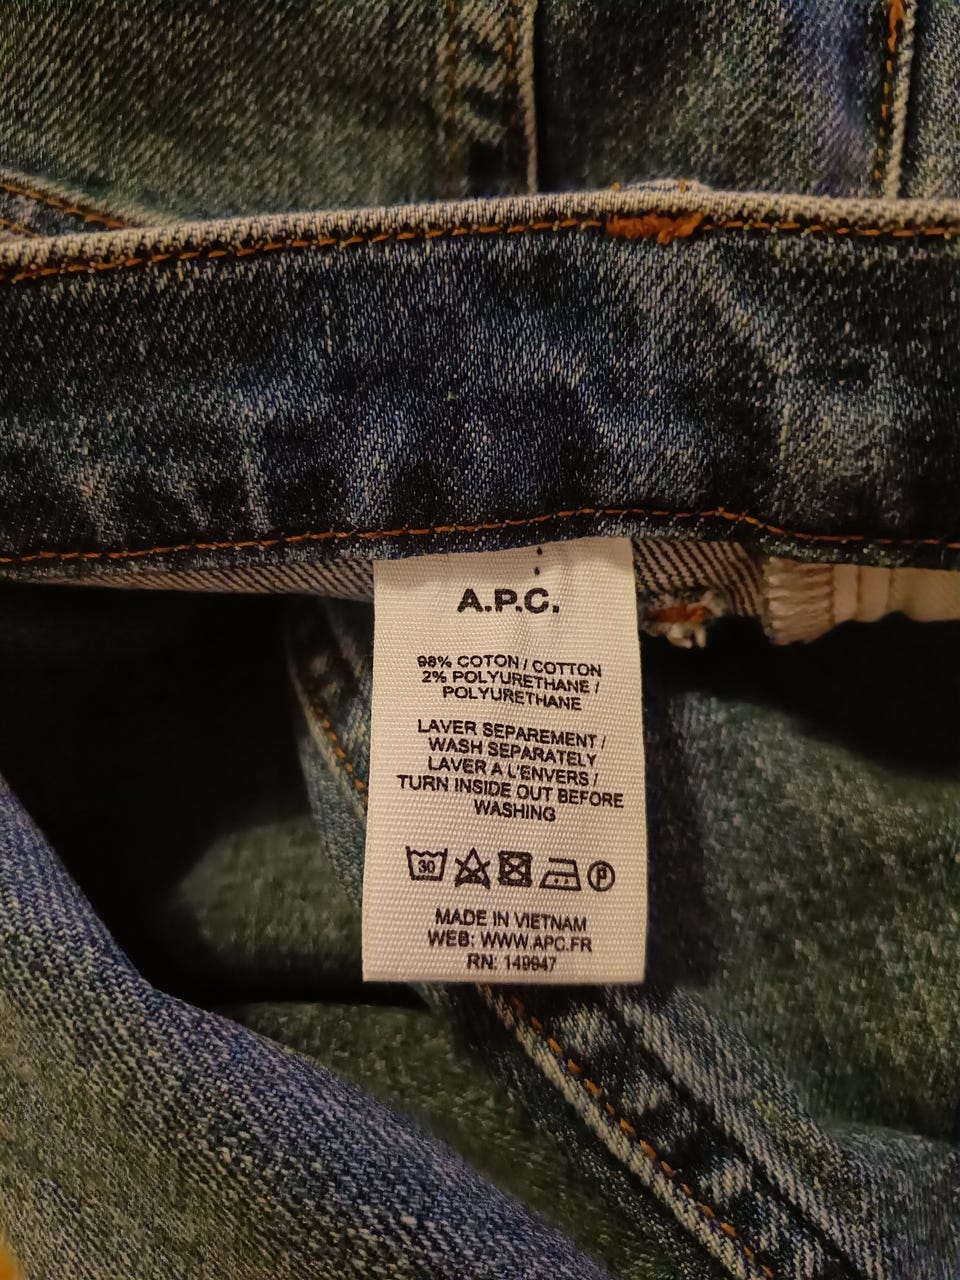 A.P.C.
98% COTON / COTTON
2% POLYURETHANE /
POLYURETHANE
LAVER SEPAREMENT /
WASH SEPARATELY
LAVER A L'ENVERS /
TURN INSIDE OUT BEFORE
WASHING
30 P
MADE IN VIETNAM
WEB: WWW.APC.FR
RN: 149947